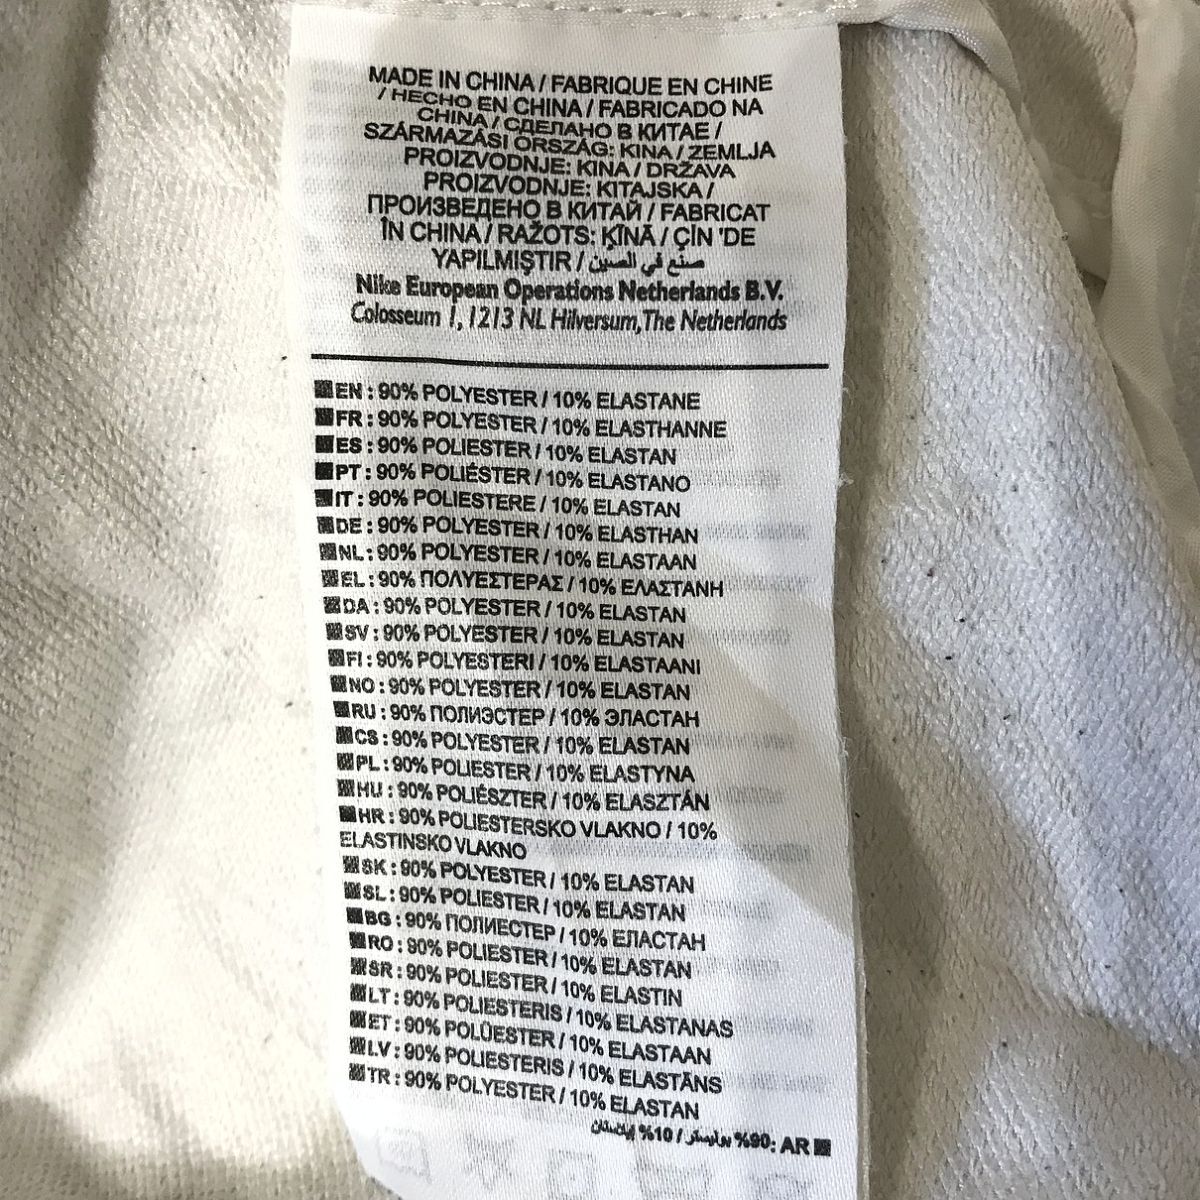 MADE IN CHINA / FABRIQUE EN CHINE
/ HECHO EN CHINA / FABRICADO NA
CHINA / СДЕЛАНО В КИТАЕ /
SZÁRMAZÁSI ORSZÁG: KINA / ZEMLJA
PROIZVODNJE: KINA / DRŽAVA
PROIZVODNJE: KITAJSKA /
ПРОИЗВЕДЕНО В КИТАЙ / FABRICAT
ÎN CHINA / RAŽOTS: ĶĪNĀ / ÇİN 'DE
YAPILMIŞTIR / صنع في الصين
Nike European Operations Netherlands B.V.
Colosseum 1, 1213 NL Hilversum, The Netherlands
EN : 90% POLYESTER / 10% ELASTANE
FR : 90% POLYESTER / 10% ELASTHANNE
ES : 90% POLIESTER / 10% ELASTAN
PT : 90% POLIÉSTER / 10% ELASTANO
IT : 90% POLIESTERE / 10% ELASTAN
DE : 90% POLYESTER / 10% ELASTHAN
NL : 90% POLYESTER / 10% ELASTAAN
EL : 90% ΠΟΛΥΕΣΤΕΡΑΣ / 10% ΕΛΑΣΤΑΝΗ
DA : 90% POLYESTER / 10% ELASTAN
SV : 90% POLYESTER / 10% ELASTAN
FI : 90% POLYESTERI / 10% ELASTAANI
NO : 90% POLYESTER / 10% ELASTAN
RU : 90% ПОЛИЭСТЕР / 10% ЭЛАСТАН
CS : 90% POLYESTER / 10% ELASTAN
PL : 90% POLIESTER / 10% ELASTYNA
HU : 90% POLIÉSZTER / 10% ELASZTÁN
HR : 90% POLIESTERSKO VLAKNO / 10%
ELASTINSKO VLAKNO
SK : 90% POLYESTER / 10% ELASTAN
SL : 90% POLIESTER / 10% ELASTAN
BG : 90% ПОЛИЕСТЕР / 10% ЕЛАСТАН
RO : 90% POLIESTER / 10% ELASTAN
SR : 90% POLIESTER / 10% ELASTIN
LT : 90% POLIESTERIS / 10% ELASTANAS
ET : 90% POLÜESTER / 10% ELASTAAN
LV : 90% POLIESTERIS / 10% ELASTĀNS
TR : 90% POLYESTER / 10% ELASTAN
AR :90% بوليستر / 10% إيلاستان